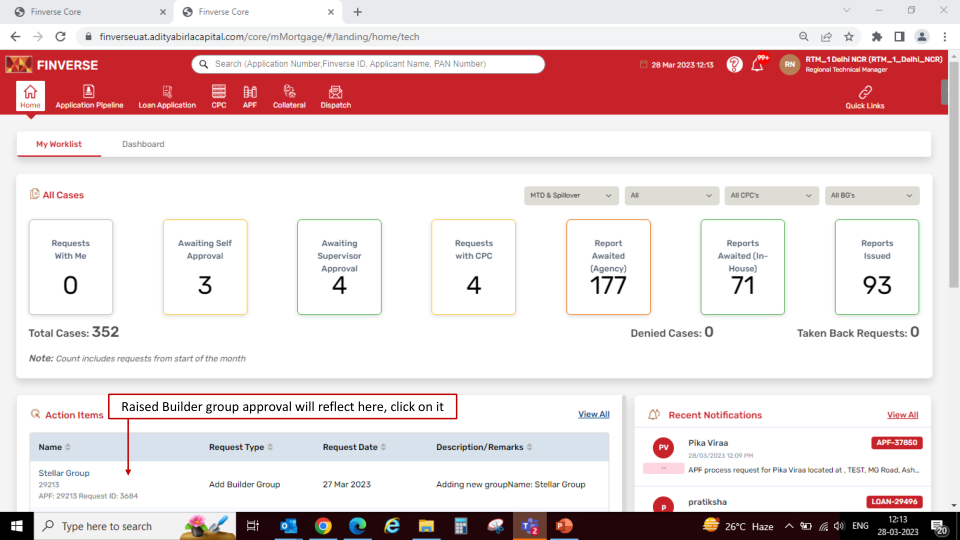 Finverse Core
Finverse Core
finverseuat.adityabirlacapital.com/core/mMortgage/#/landing/home/tech
FINVERSE
Search (Application Number,Finverse ID, Applicant Name, PAN Number)
28 Mar 2023 12:13
99+
RN
RTM_1 Delhi NCR (RTM_1_Delhi_NCR)
Regional Technical Manager
Home
Application Pipeline
Loan Application
CPC
APF
Collateral
Dispatch
Quick Links
My Worklist
Dashboard
All Cases
MTD & Spillover
All
All CPC's
All BG's
Requests With Me
0
Awaiting Self Approval
3
Awaiting Supervisor Approval
4
Requests with CPC
4
Report Awaited (Agency)
177
Reports Awaited (In-House)
71
Reports Issued
93
Total Cases: 352
Denied Cases: 0
Taken Back Requests: 0
Note: Count includes requests from start of the month
Action Items
Raised Builder group approval will reflect here, click on it
View All
Name
Request Type
Request Date
Description/Remarks
Stellar Group
29213
APF: 29213 Request ID: 3684
Add Builder Group
27 Mar 2023
Adding new groupName: Stellar Group
Recent Notifications
View All
PV
Pika Viraa
APF-37850
28/03/2023 12:09 PM
--
APF process request for Pika Viraa located at , TEST, MG Road, Ash...
P
pratiksha
LOAN-29496
Type here to search
2
26°C Haze
ENG
12:13
28-03-2023
20